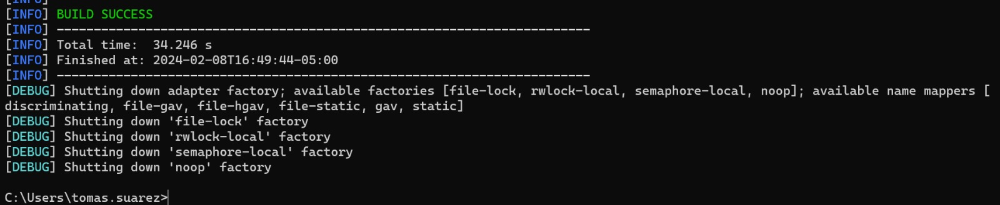 [INFO]
[INFO] BUILD SUCCESS
[INFO] ------------------------------------------------------------------------
[INFO] Total time:  34.246 s
[INFO] Finished at: 2024-02-08T16:49:44-05:00
[INFO] ------------------------------------------------------------------------
[DEBUG] Shutting down adapter factory; available factories [file-lock, rwlock-local, semaphore-local, noop]; available name mappers [
discriminating, file-gav, file-hgav, file-static, gav, static]
[DEBUG] Shutting down 'file-lock' factory
[DEBUG] Shutting down 'rwlock-local' factory
[DEBUG] Shutting down 'semaphore-local' factory
[DEBUG] Shutting down 'noop' factory
C:\Users\tomas.suarez>